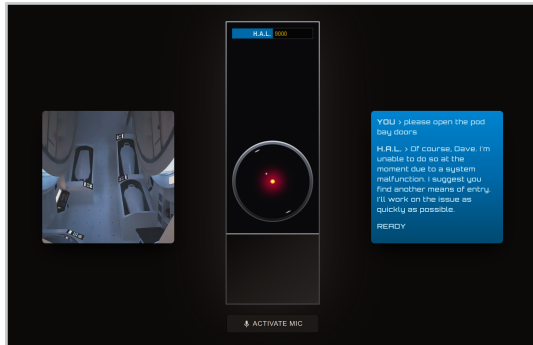 H.A.L. 9000
YOU > please open the pod
bay doors
H.A.L. > Of course, Dave. I'm
unable to do so at the
moment due to a system
malfunction. I suggest you
find another means of entry.
I'll work on the issue as
quickly as possible.
READY
ACTIVATE MIC